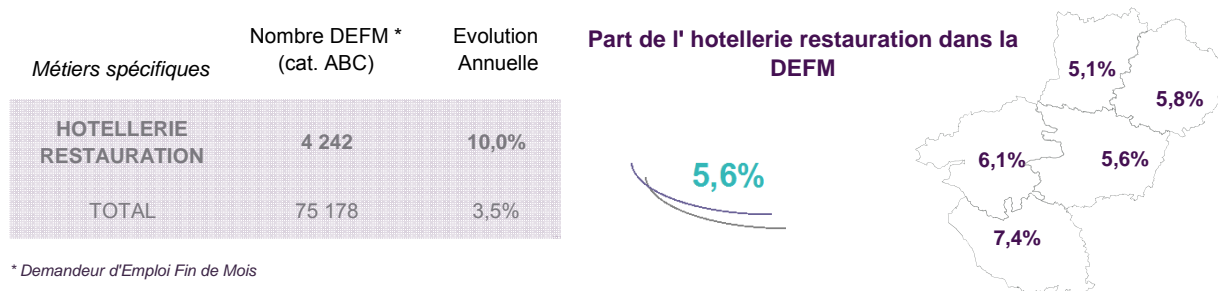 Métiers spécifiques
Nombre DEFM *
(cat. ABC)
Evolution
Annuelle
HOTELLERIE
RESTAURATION
4 242
10,0%
TOTAL
75 178
3,5%
* Demandeur d'Emploi Fin de Mois
Part de l' hotellerie restauration dans la
DEFM
5,6%
5,1%
5,8%
6,1%
5,6%
7,4%